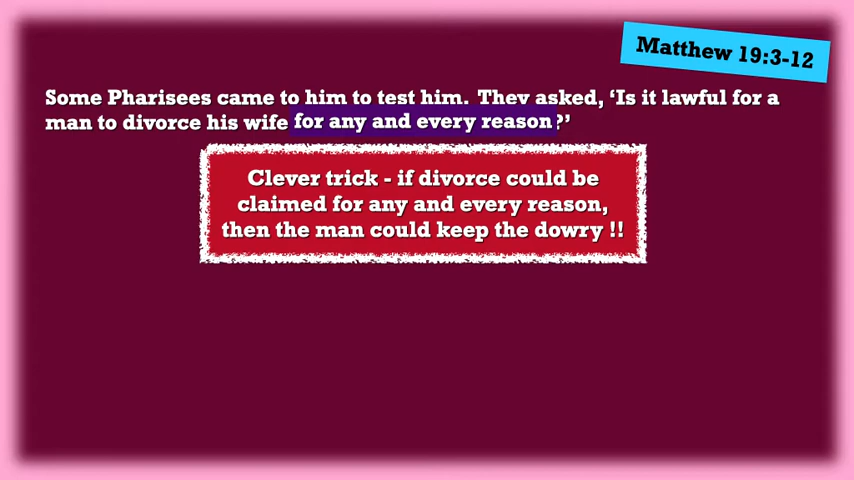 Matthew 19:3-12
Some Pharisees came to him to test him. They asked, ‘Is it lawful for a
man to divorce his wife for any and every reason?’
Clever trick - if divorce could be
claimed for any and every reason,
then the man could keep the dowry !!